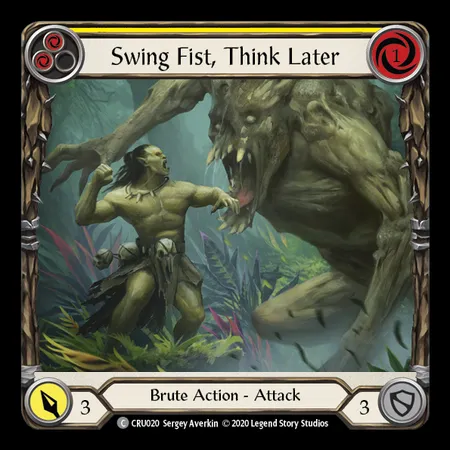 Swing Fist, Think Later
1
Brute Action - Attack
3
3
C CRU020 Sergey Averkin ©2020 Legend Story Studios